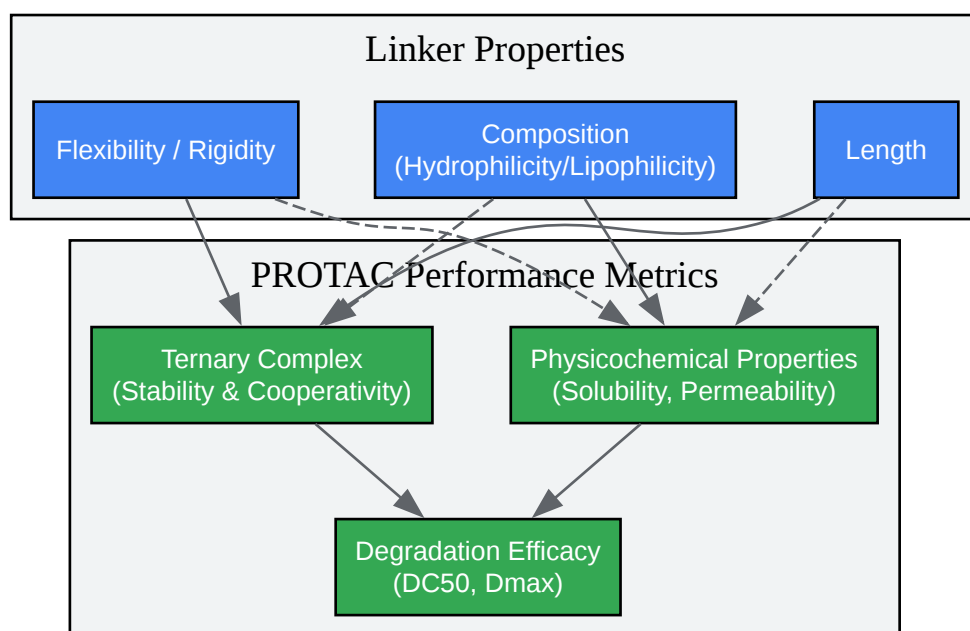 Linker Properties
Flexibility / Rigidity
Composition
(Hydrophilicity/Lipophilicity)
Length
PROTAC Performance Metrics
Ternary Complex
(Stability & Cooperativity)
Physicochemical Properties
(Solubility, Permeability)
Degradation Efficacy
(DC50, Dmax)